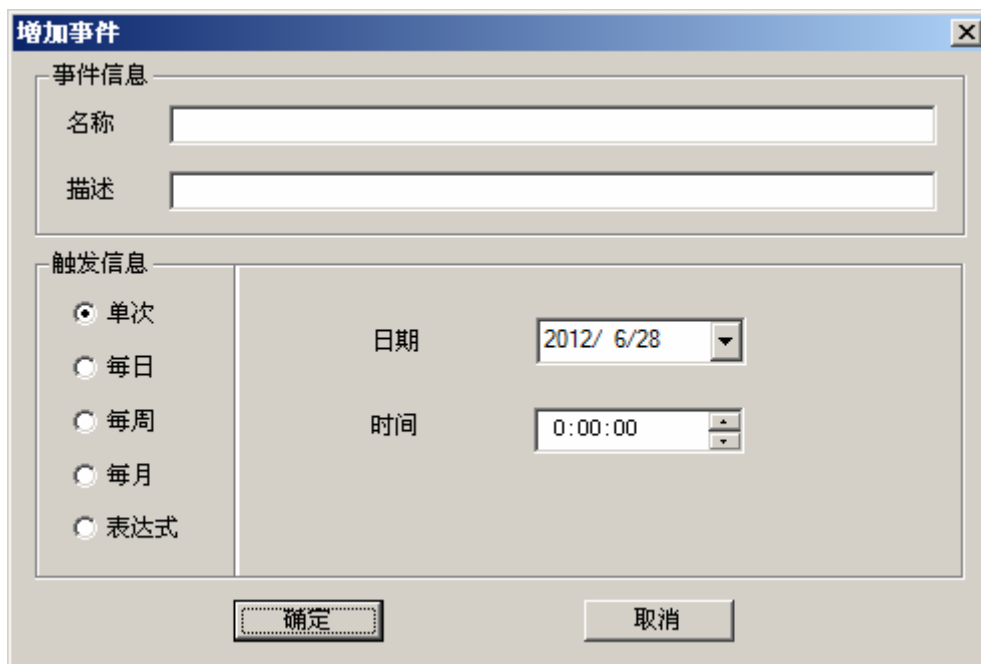 增加事件
事件信息
名称
描述
触发信息
单次
每日
每周
每月
表达式
日期
2012/ 6/28
时间
0:00:00
确定
取消